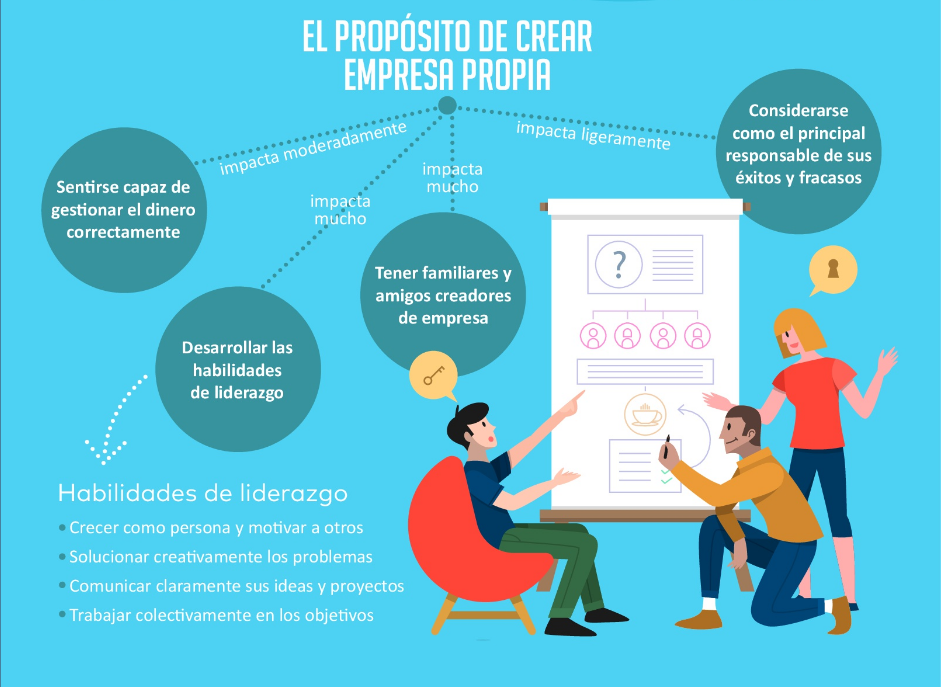 EL PROPÓSITO DE CREAR
EMPRESA PROPIA
impacta moderadamente
impacta
mucho
impacta
mucho
impacta ligeramente
Sentirse capaz de
gestionar el dinero
correctamente
Desarrollar las
habilidades
de liderazgo
Tener familiares y
amigos creadores
de empresa
Considerarse
como el principal
responsable de sus
éxitos y fracasos
?
Habilidades de liderazgo
• Crecer como persona y motivar a otros
• Solucionar creativamente los problemas
• Comunicar claramente sus ideas y proyectos
• Trabajar colectivamente en los objetivos